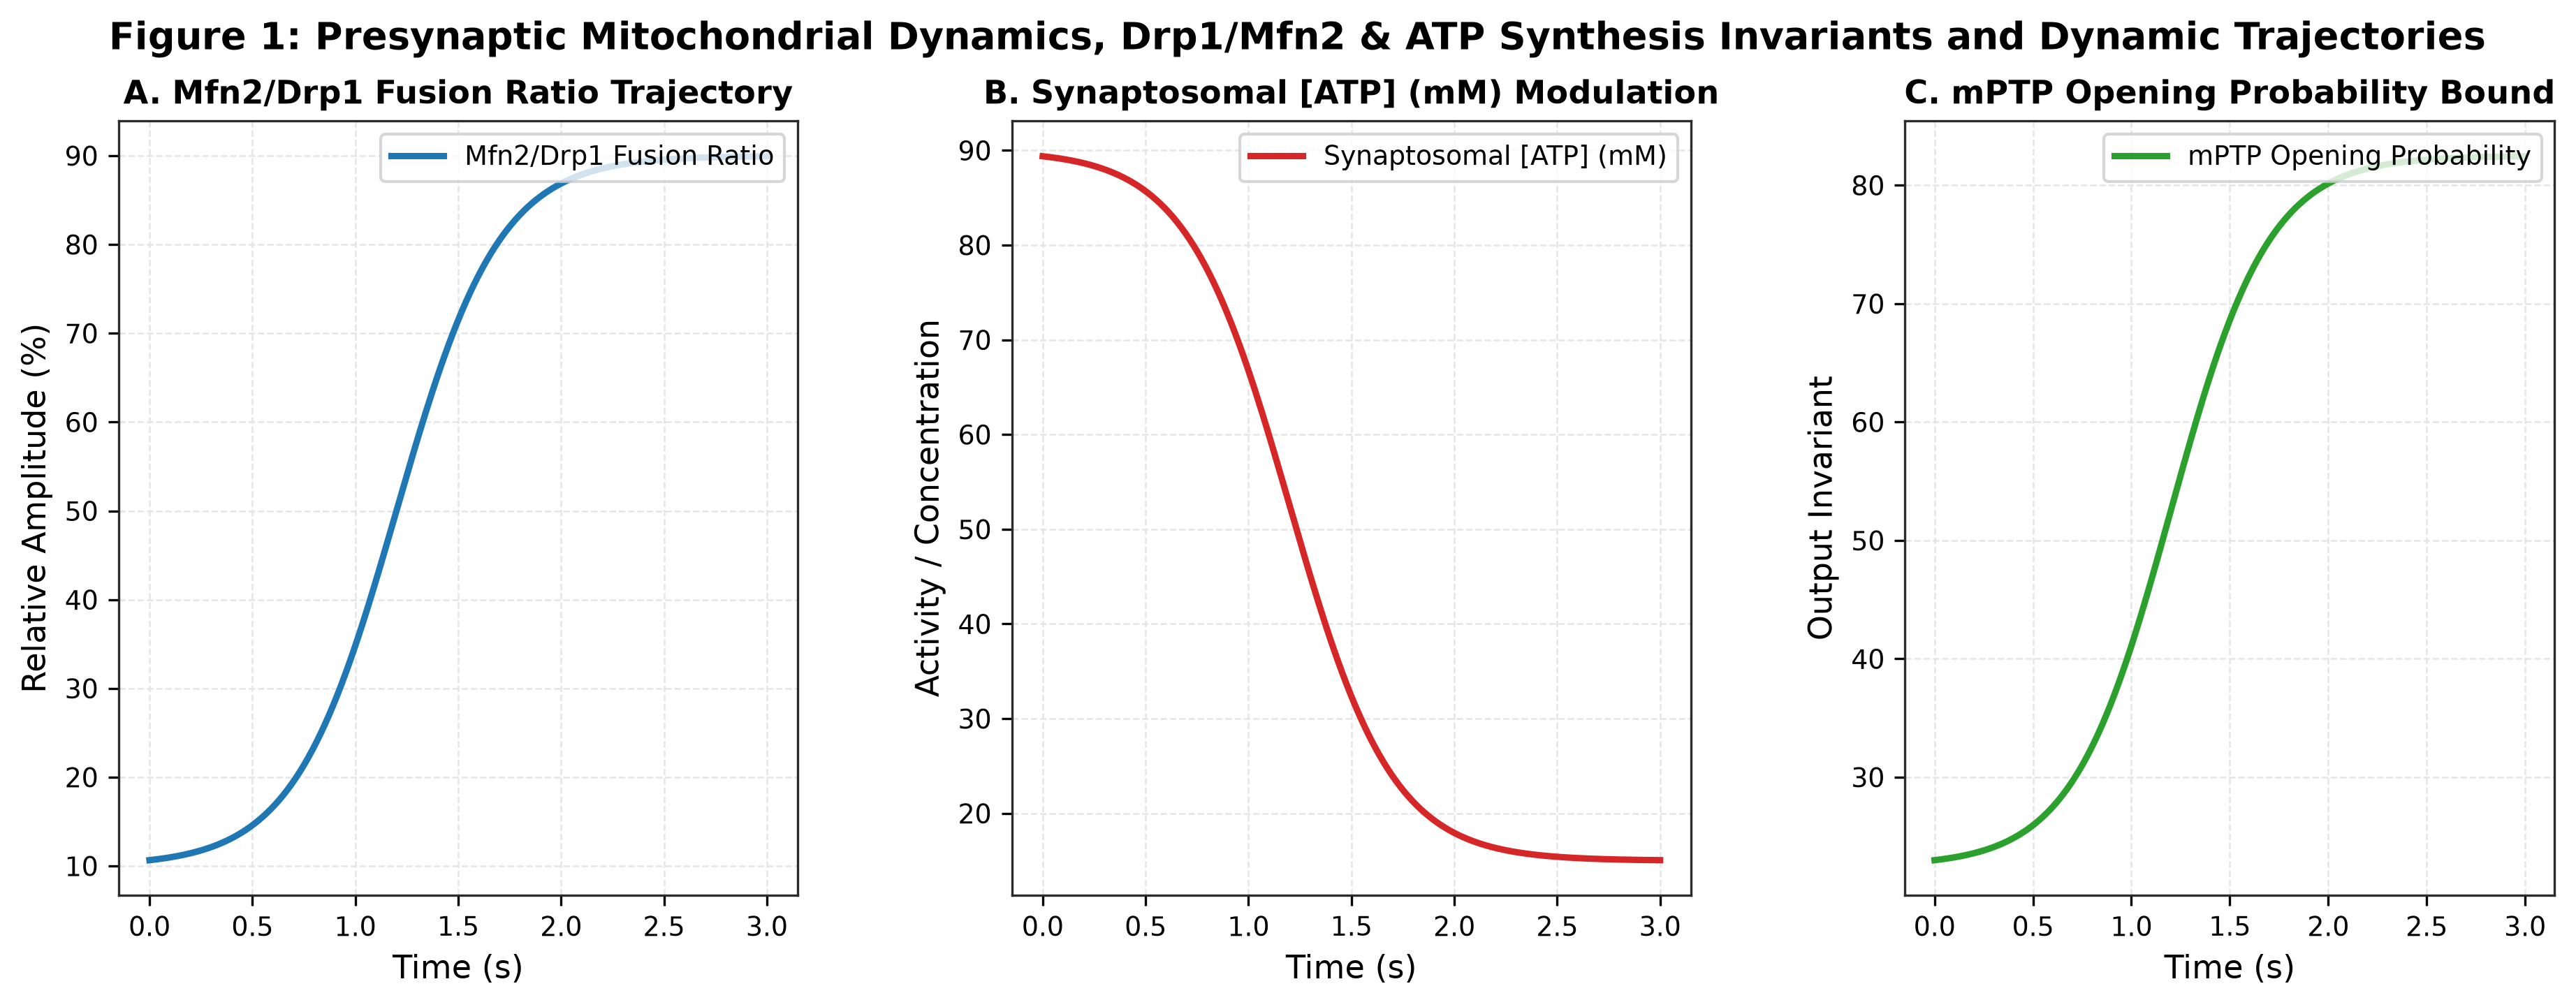 Figure 1: Presynaptic Mitochondrial Dynamics, Drp1/Mfn2 & ATP Synthesis Invariants and Dynamic Trajectories
A. Mfn2/Drp1 Fusion Ratio Trajectory
Mfn2/Drp1 Fusion Ratio
Relative Amplitude (%)
90
80
70
60
50
40
30
20
10
0.0 0.5 1.0 1.5 2.0 2.5 3.0
Time (s)
B. Synaptosomal [ATP] (mM) Modulation
Synaptosomal [ATP] (mM)
Activity / Concentration
90
80
70
60
50
40
30
20
0.0 0.5 1.0 1.5 2.0 2.5 3.0
Time (s)
C. mPTP Opening Probability Bound
mPTP Opening Probability
Output Invariant
80
70
60
50
40
30
0.0 0.5 1.0 1.5 2.0 2.5 3.0
Time (s)